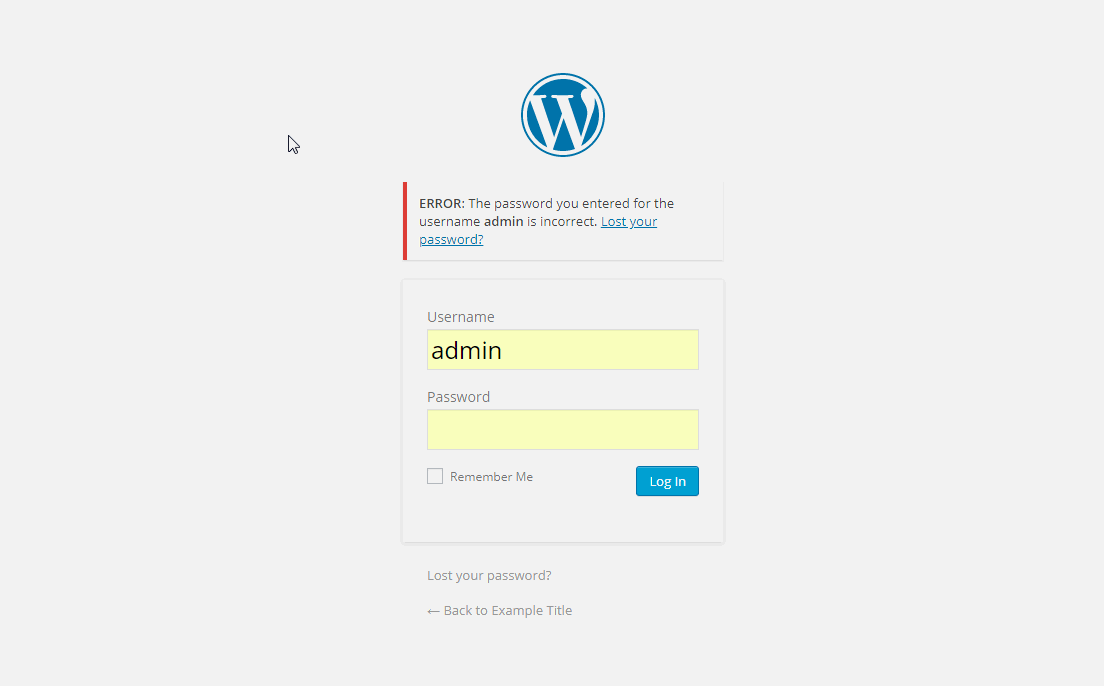 ERROR: The password you entered for the
username admin is incorrect. Lost your
password?
Username
admin
Password
Remember Me
Log In
Lost your password?
← Back to Example Title